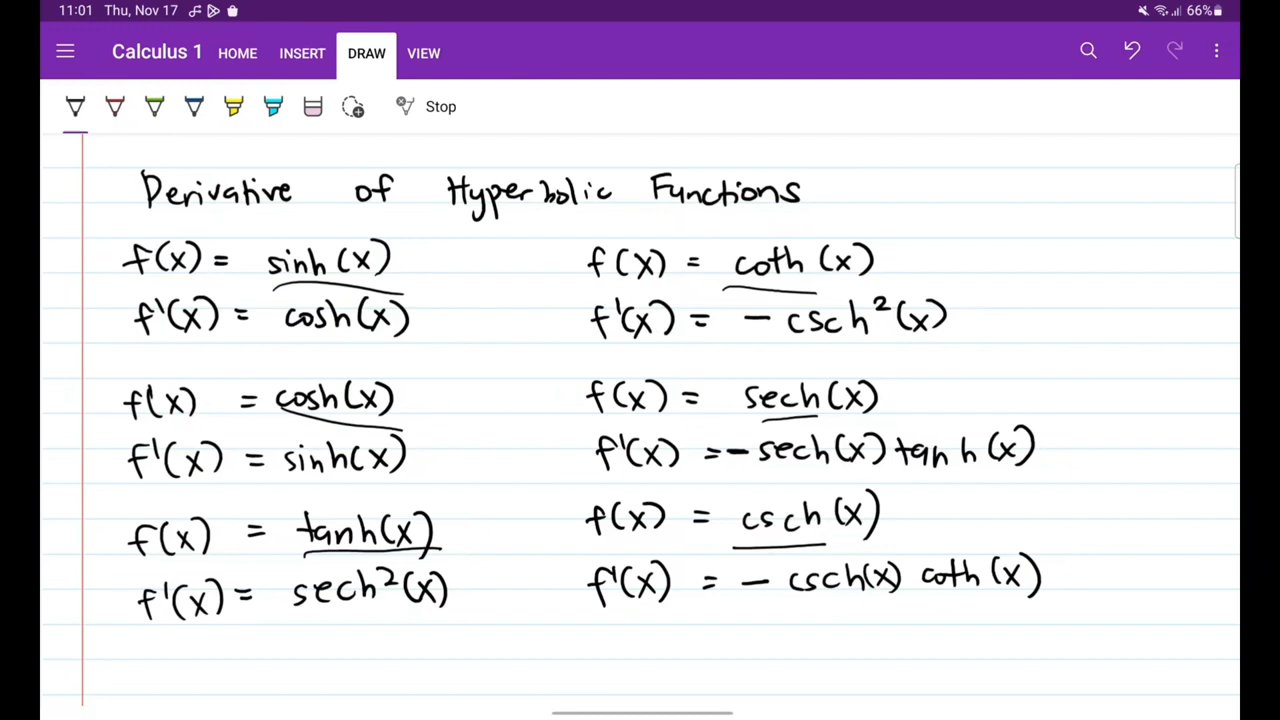 11:01 Thu, Nov 17 66%
Calculus 1 HOME INSERT DRAW VIEW
Stop
Derivative of Hyperbolic Functions
f(x) = sinh(x)
f'(x) = cosh(x)
f'(x) = cosh(x)
f'(x) = sinh(x)
f(x) = tanh(x)
f'(x) = sech²(x)
f(x) = coth(x)
f'(x) = - csch²(x)
f(x) = sech(x)
f'(x) = - sech(x) tanh(x)
f(x) = csch(x)
f'(x) = - csch(x) coth(x)